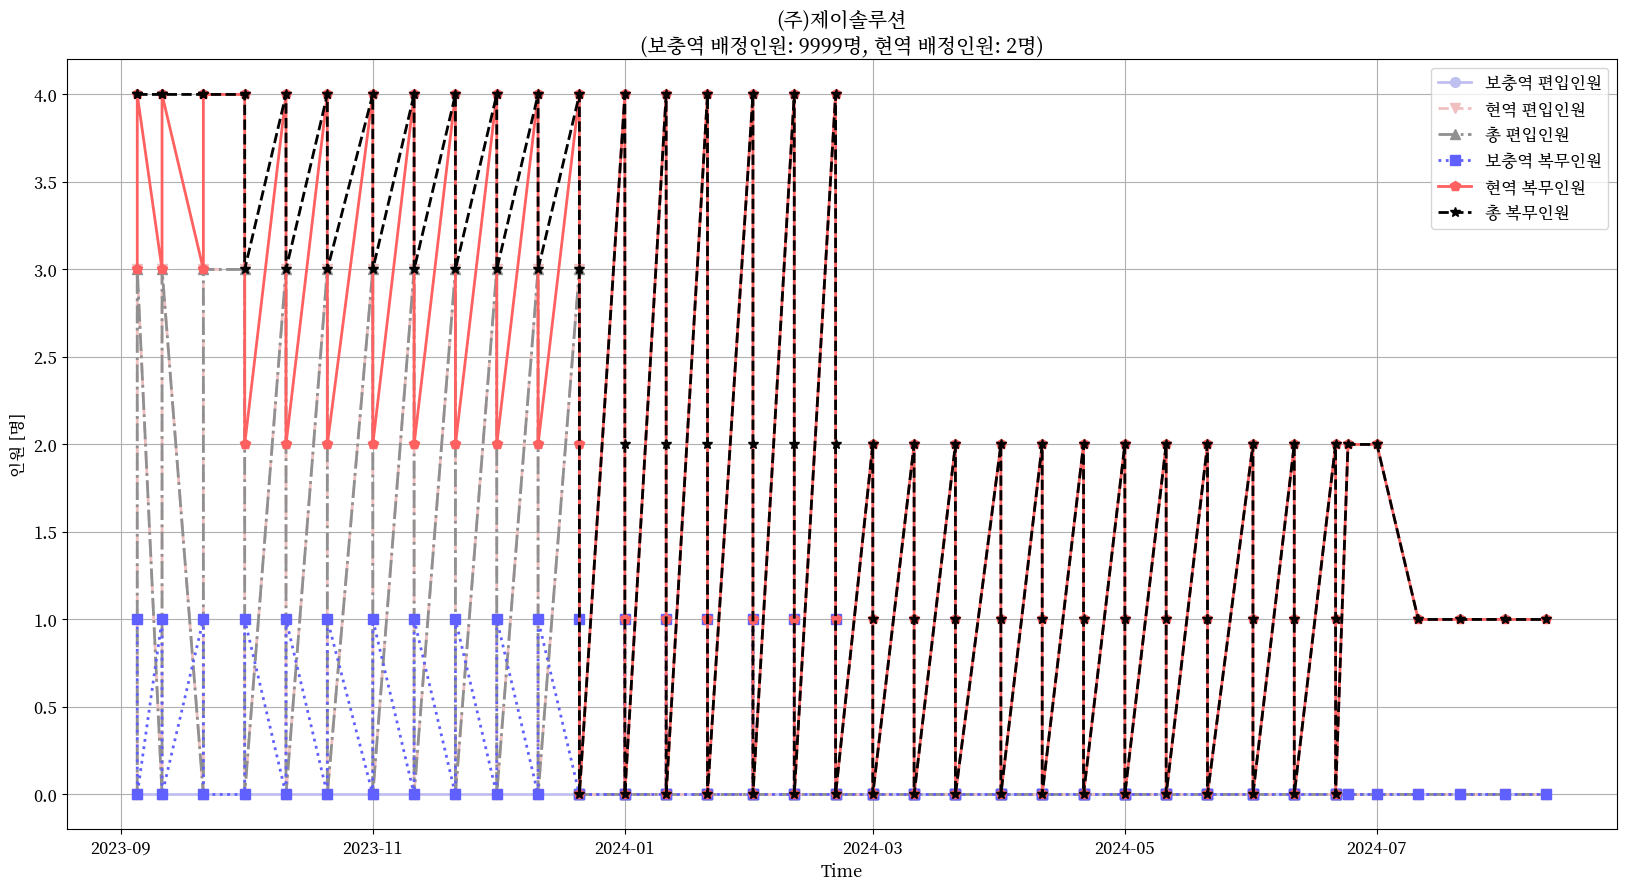 (주)제이솔루션
(보충역 배정인원: 9999명, 현역 배정인원: 2명)
보충역 편입인원
현역 편입인원
총 편입인원
보충역 복무인원
현역 복무인원
총 복무인원
인원 [명]
4.0
3.5
3.0
2.5
2.0
1.5
1.0
0.5
0.0
2023-09
2023-11
2024-01
2024-03
2024-05
2024-07
Time